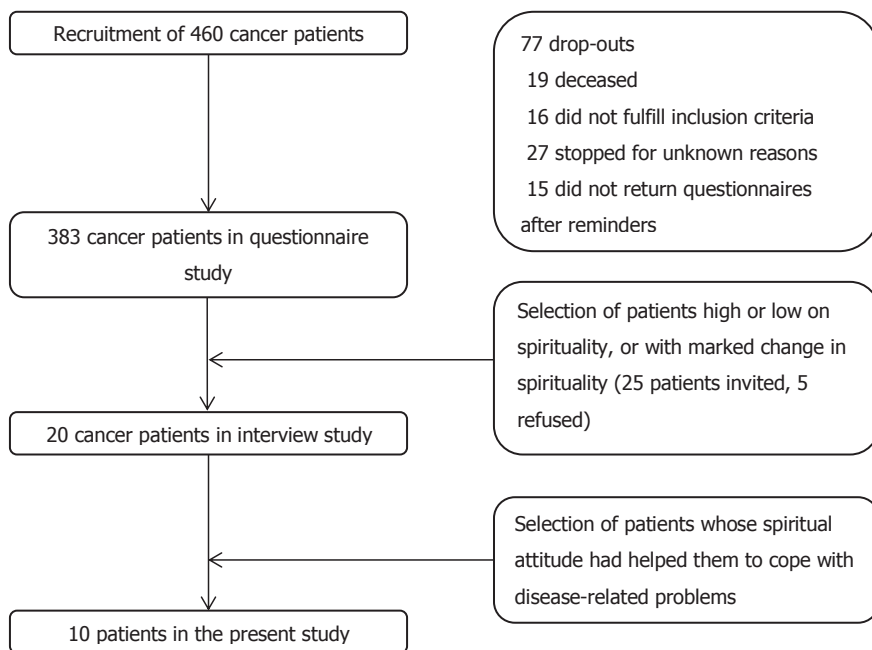 Recruitment of 460 cancer patients
77 drop-outs
19 deceased
16 did not fulfill inclusion criteria
27 stopped for unknown reasons
15 did not return questionnaires
after reminders
383 cancer patients in questionnaire
study
Selection of patients high or low on
spirituality, or with marked change in
spirituality (25 patients invited, 5
refused)
20 cancer patients in interview study
Selection of patients whose spiritual
attitude had helped them to cope with
disease-related problems
10 patients in the present study